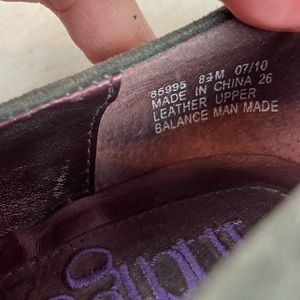 85995 8½M 07/10
MADE IN CHINA 26
LEATHER UPPER
BALANCE MAN MADE